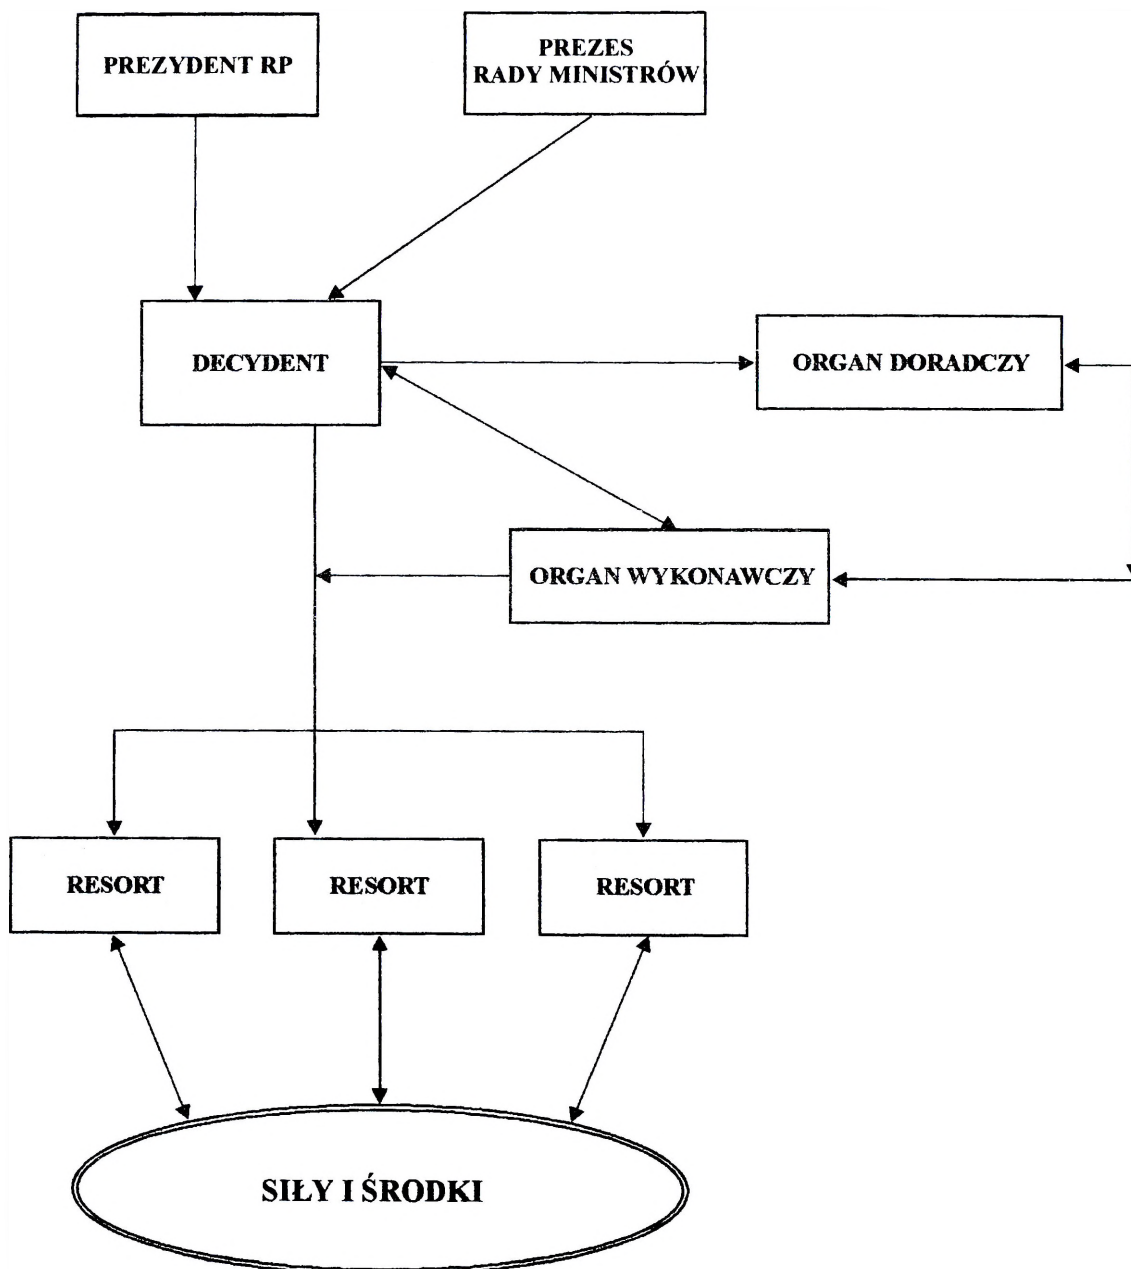 PREZYDENT RP
PREZES
RADY MINISTRÓW
DECYDENT
ORGAN DORADCZY
ORGAN WYKONAWCZY
RESORT
RESORT
RESORT
SIŁY I ŚRODKI